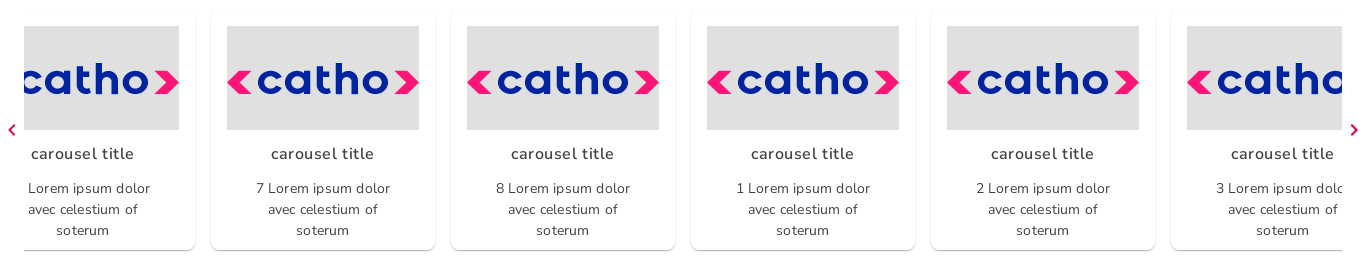 catho
carousel title
Lorem ipsum dolor
avec celestium of
soterum
catho
carousel title
7 Lorem ipsum dolor
avec celestium of
soterum
catho
carousel title
8 Lorem ipsum dolor
avec celestium of
soterum
catho
carousel title
1 Lorem ipsum dolor
avec celestium of
soterum
catho
carousel title
2 Lorem ipsum dolor
avec celestium of
soterum
catho
carousel title
3 Lorem ipsum dolo
avec celestium of
soterum